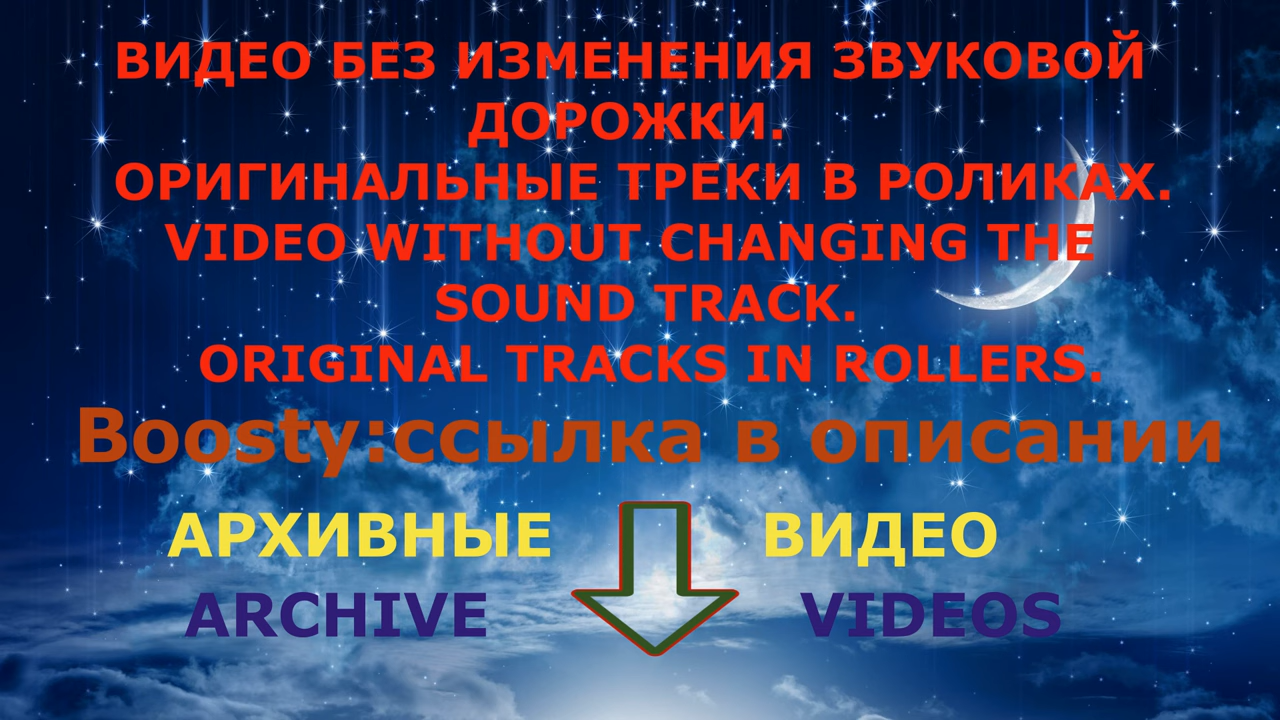 ВИДЕО БЕЗ ИЗМЕНЕНИЯ ЗВУКОВОЙ
ДОРОЖКИ.
ОРИГИНАЛЬНЫЕ ТРЕКИ В РОЛИКАХ.
VIDEO WITHOUT CHANGING THE
SOUND TRACK.
ORIGINAL TRACKS IN ROLLERS.
Boosty:ссылка в описании
АРХИВНЫЕ ВИДЕО
ARCHIVE VIDEOS